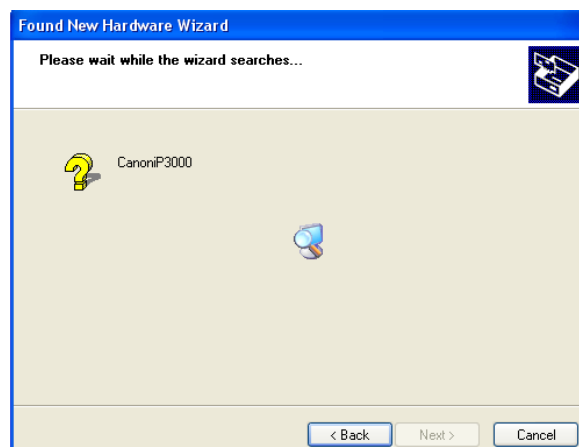 Found New Hardware Wizard
Please wait while the wizard searches...
CanoniP3000
< Back
Next >
Cancel